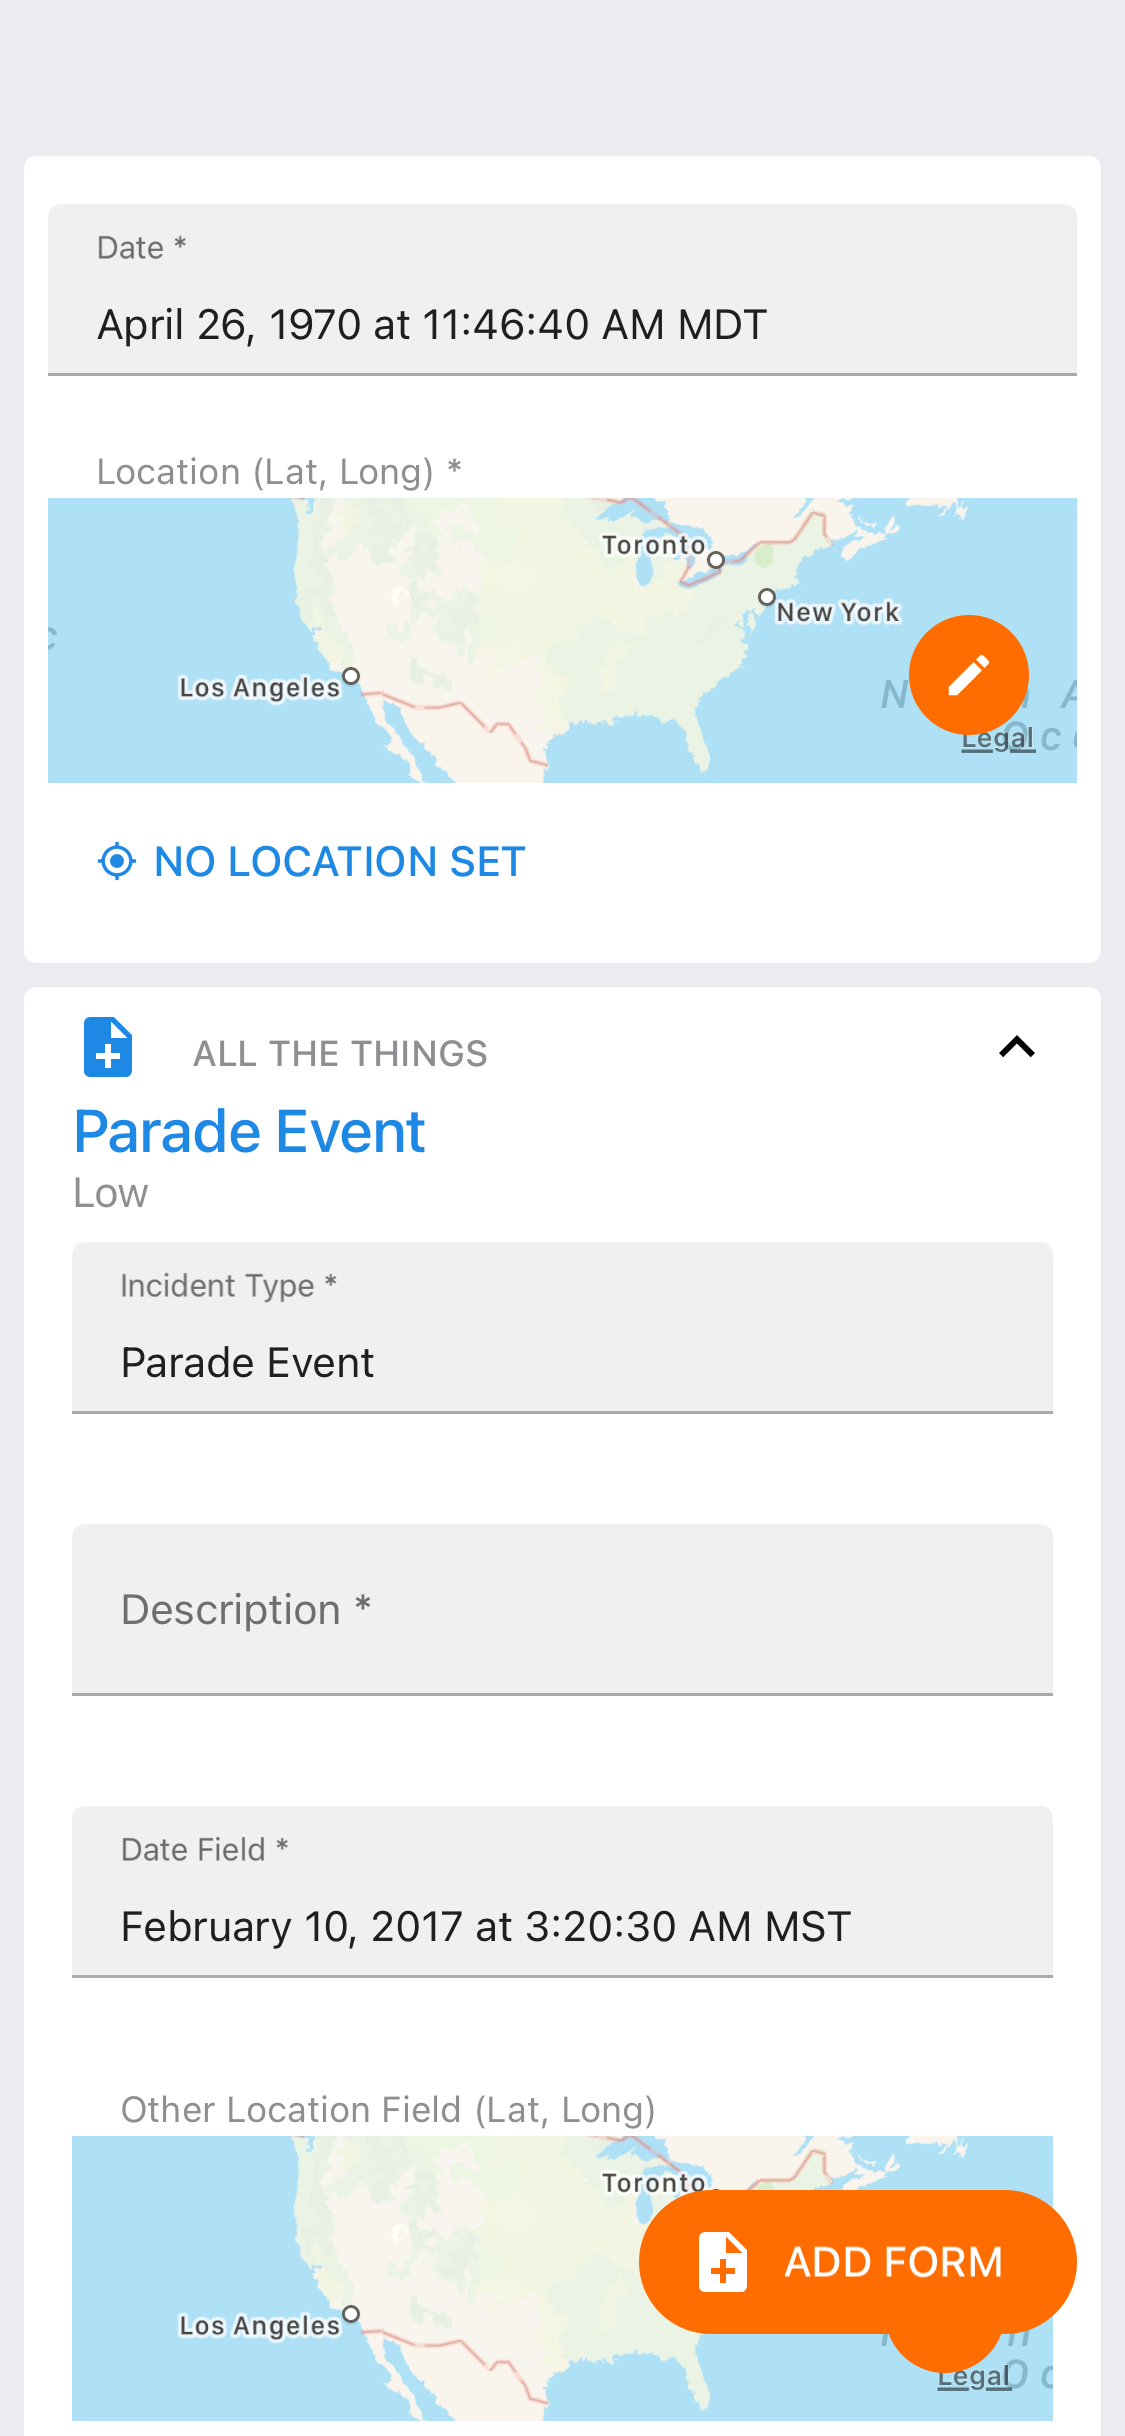 Date *
April 26, 1970 at 11:46:40 AM MDT
Location (Lat, Long) *
Toronto
New York
Los Angeles
Legal
NO LOCATION SET
ALL THE THINGS
Parade Event
Low
Incident Type *
Parade Event
Description *
Date Field *
February 10, 2017 at 3:20:30 AM MST
Other Location Field (Lat, Long)
Toronto
ADD FORM
Los Angeles
Legal